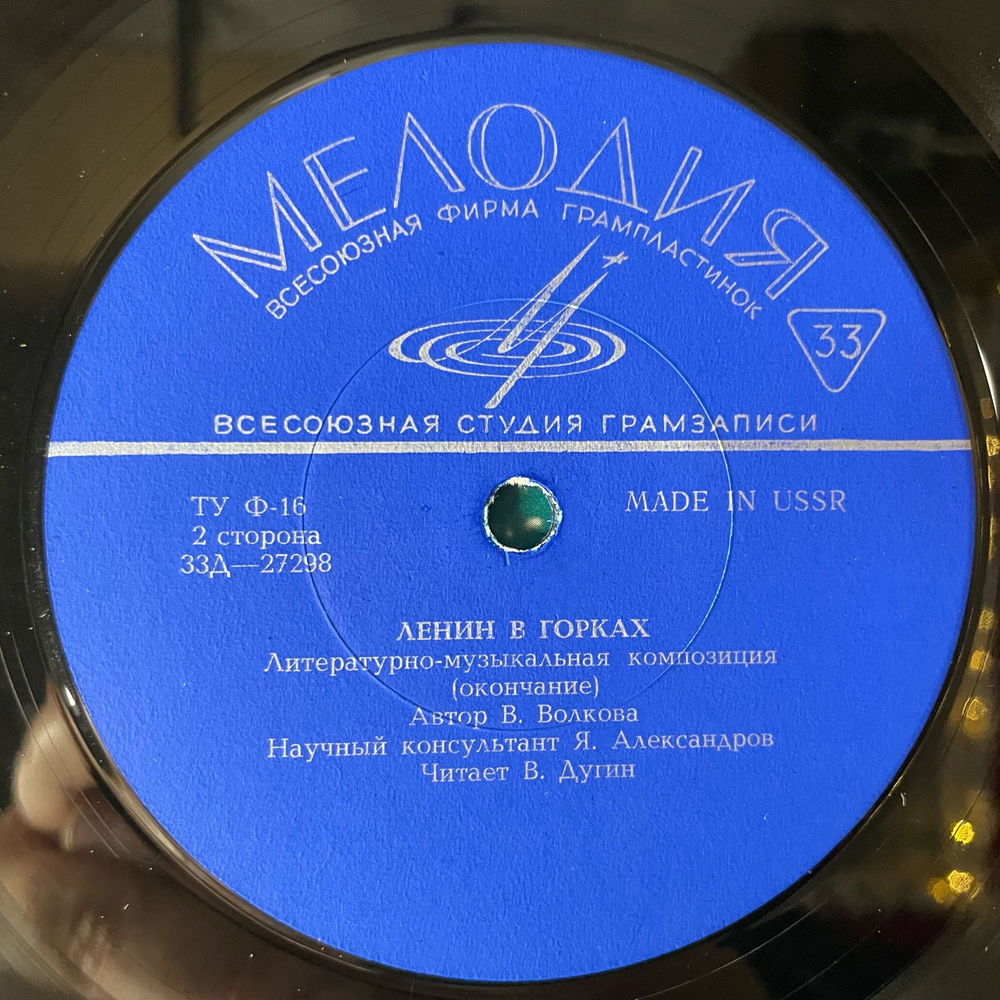 МЕЛОДИЯ
ВСЕСОЮЗНАЯ ФИРМА ГРАМПЛАСТИНОК
33
ВСЕСОЮЗНАЯ СТУДИЯ ГРАМЗАПИСИ
ТУ Ф-16
MADE IN USSR
2 сторона
33Д—27298
ЛЕНИН В ГОРКАХ
Литературно-музыкальная композиция
(окончание)
Автор В. Волкова
Научный консультант Я. Александров
Читает В. Дугин